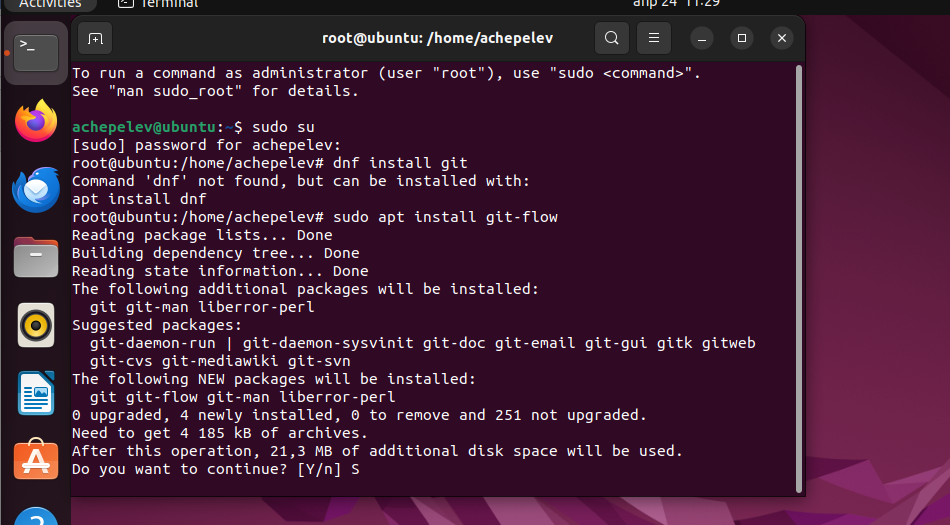 Activities
Terminal
апр 24 11:29
root@ubuntu: /home/achepelev
To run a command as administrator (user "root"), use "sudo <command>".
See "man sudo_root" for details.
achepelev@ubuntu:~$ sudo su
[sudo] password for achepelev:
root@ubuntu:/home/achepelev# dnf install git
Command 'dnf' not found, but can be installed with:
apt install dnf
root@ubuntu:/home/achepelev# sudo apt install git-flow
Reading package lists... Done
Building dependency tree... Done
Reading state information... Done
The following additional packages will be installed:
  git git-man liberror-perl
Suggested packages:
  git-daemon-run | git-daemon-sysvinit git-doc git-email git-gui gitk gitweb
  git-cvs git-mediawiki git-svn
The following NEW packages will be installed:
  git git-flow git-man liberror-perl
0 upgraded, 4 newly installed, 0 to remove and 251 not upgraded.
Need to get 4 185 kB of archives.
After this operation, 21,3 MB of additional disk space will be used.
Do you want to continue? [Y/n] S